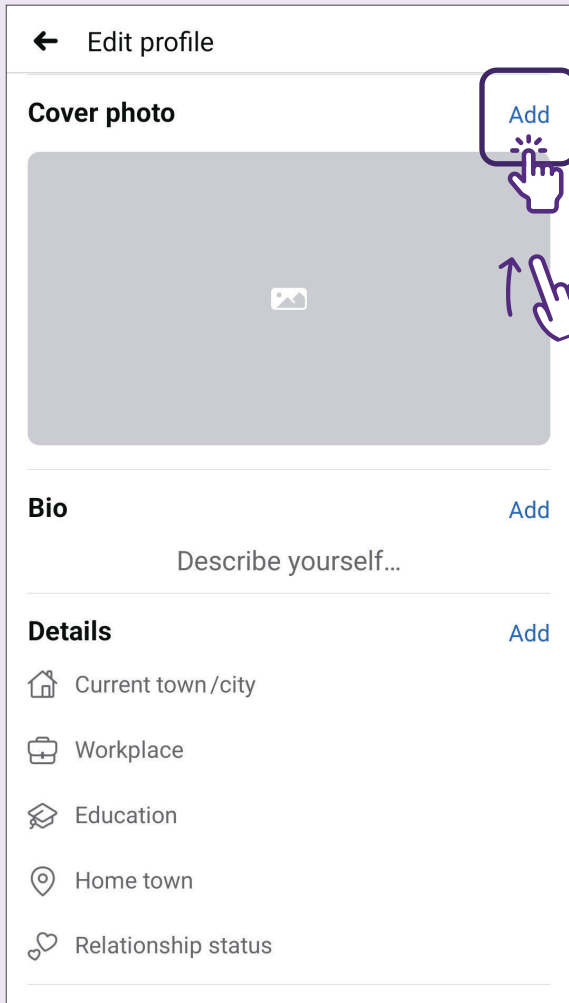 Edit profile
Cover photo Add
Bio Add
Describe yourself...
Details Add
Current town/city
Workplace
Education
Home town
Relationship status